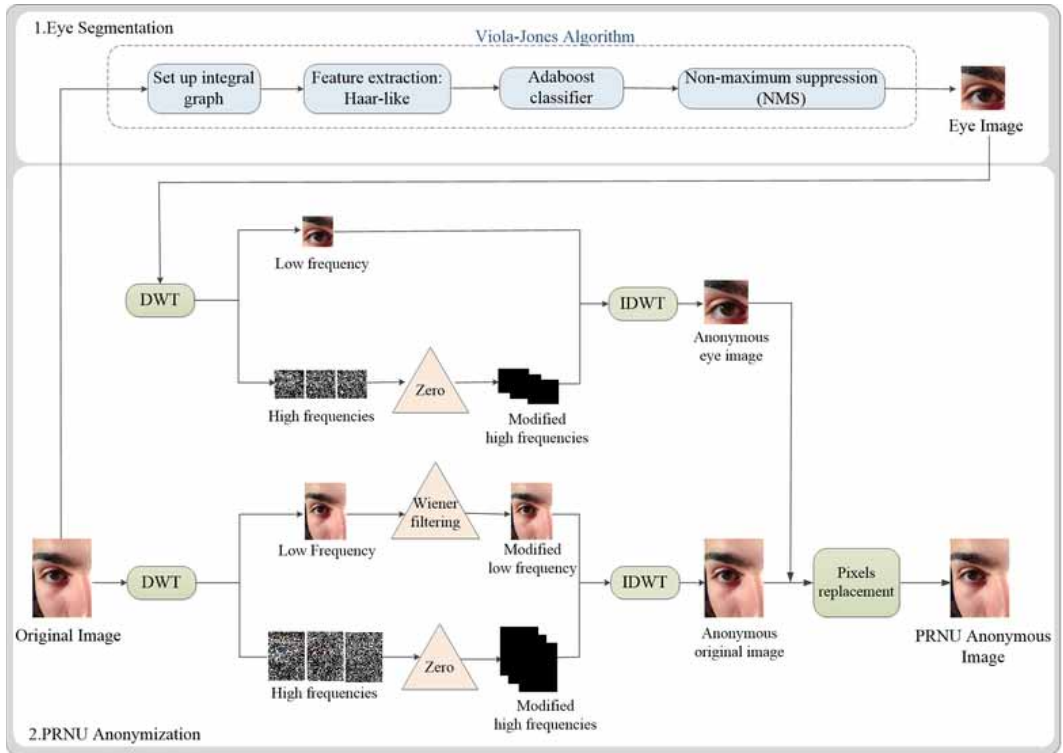 1.Eye Segmentation
Viola-Jones Algorithm
Set up integral
graph
Feature extraction:
Haar-like
Adaboost
classifier
Non-maximum suppression
(NMS)
Eye Image
Low frequency
DWT
IDWT
Anonymous
eye image
High frequencies
Zero
Modified
high frequencies
Wiener
filtering
Low Frequency
Modified
low frequency
Original Image
DWT
IDWT
Anonymous
original image
Pixels
replacement
PRNU Anonymous
Image
High frequencies
Zero
Modified
high frequencies
2.PRNU Anonymization